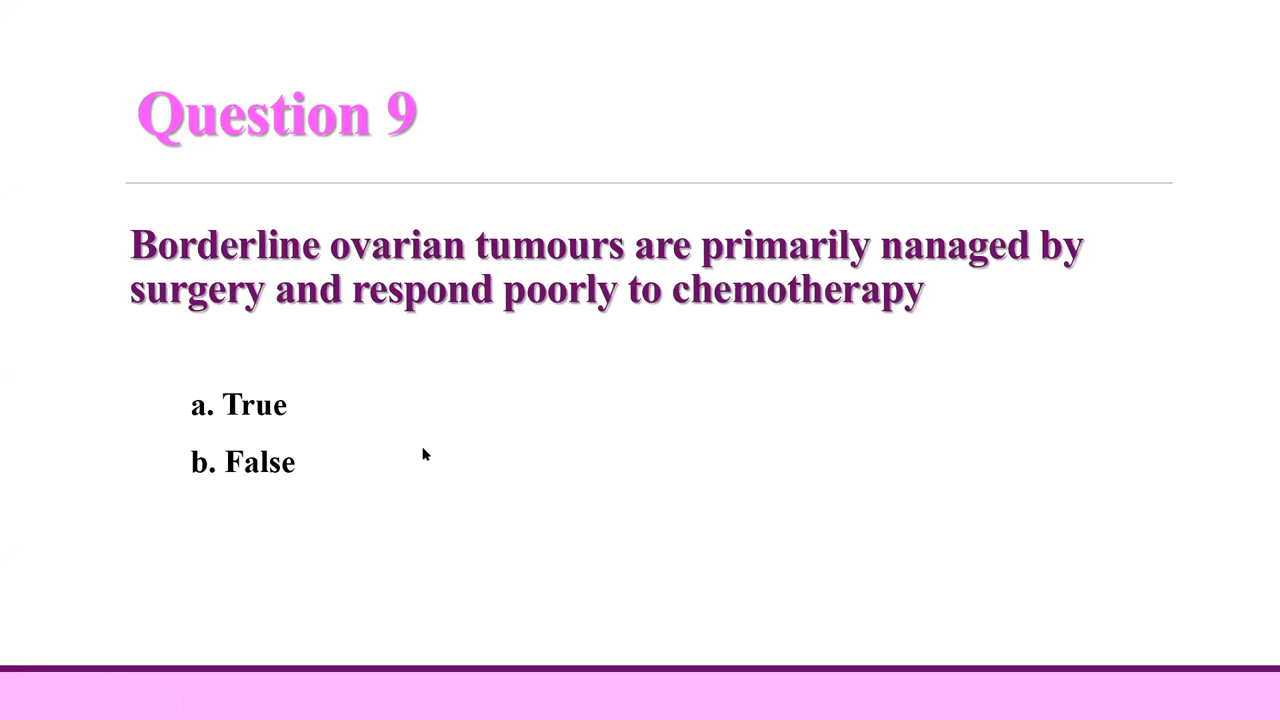 Question 9
Borderline ovarian tumours are primarily nanaged by
surgery and respond poorly to chemotherapy
a. True
b. False